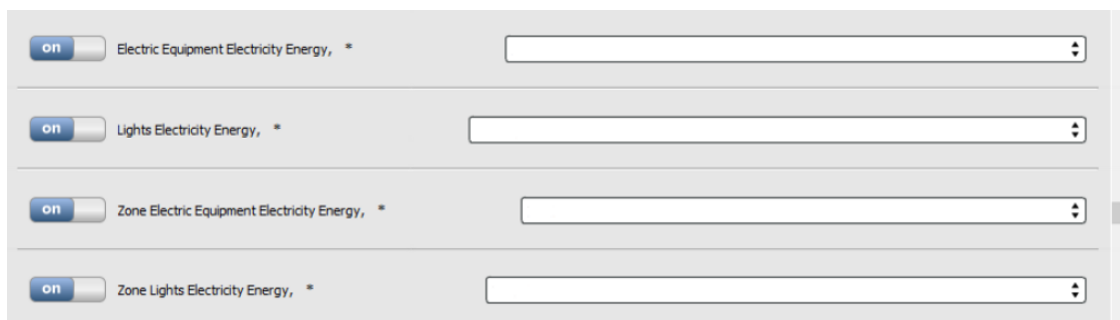 on Electric Equipment Electricity Energy, *
on Lights Electricity Energy, *
on Zone Electric Equipment Electricity Energy, *
on Zone Lights Electricity Energy, *